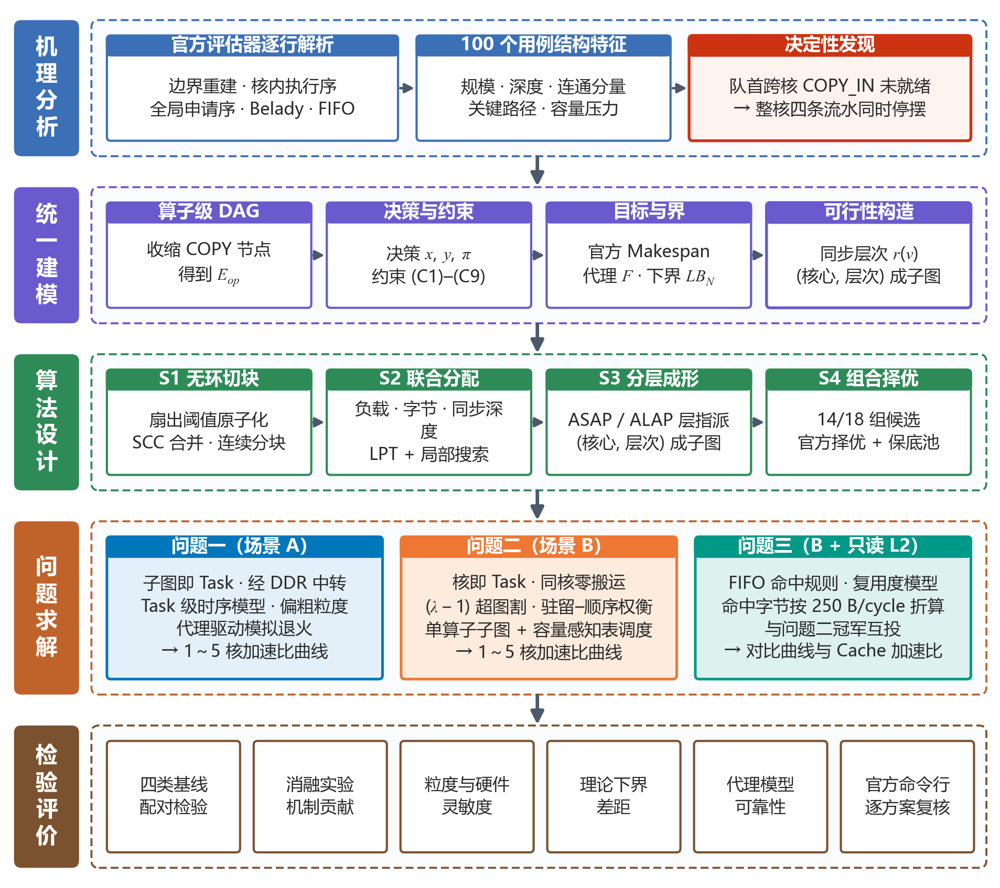 机理分析
官方评估器逐行解析
边界重建 · 核内执行序
全局申请序 · Belady · FIFO
100 个用例结构特征
规模 · 深度 · 连通分量
关键路径 · 容量压力
决定性发现
队首跨核 COPY_IN 未就绪
→ 整核四条流水同时停摆
统一建模
算子级 DAG
收缩 COPY 节点
得到 E_op
决策与约束
决策 x, y, π
约束 (C1)–(C9)
目标与界
官方 Makespan
代理 F · 下界 LB_N
可行性构造
同步层次 r(v)
(核心, 层次) 成子图
算法设计
S1 无环切块
扇出阈值原子化
SCC 合并 · 连续分块
S2 联合分配
负载 · 字节 · 同步深
度
LPT + 局部搜索
S3 分层成形
ASAP / ALAP 层指派
(核心, 层次) 成子图
S4 组合择优
14/18 组候选
官方择优 + 保底池
问题求解
问题一（场景 A）
子图即 Task · 经 DDR 中转
Task 级时序模型 · 偏粗粒度
代理驱动模拟退火
→ 1 ~ 5 核加速比曲线
问题二（场景 B）
核即 Task · 同核零搬运
(λ − 1) 超图割 · 驻留–顺序权衡
单算子子图 + 容量感知表调度
→ 1 ~ 5 核加速比曲线
问题三（B + 只读 L2）
FIFO 命中规则 · 复用度模型
命中字节按 250 B/cycle 折算
与问题二冠军互投
→ 对比曲线与 Cache 加速比
检验评价
四类基线
配对检验
消融实验
机制贡献
粒度与硬件
灵敏度
理论下界
差距
代理模型
可靠性
官方命令行
逐方案复核